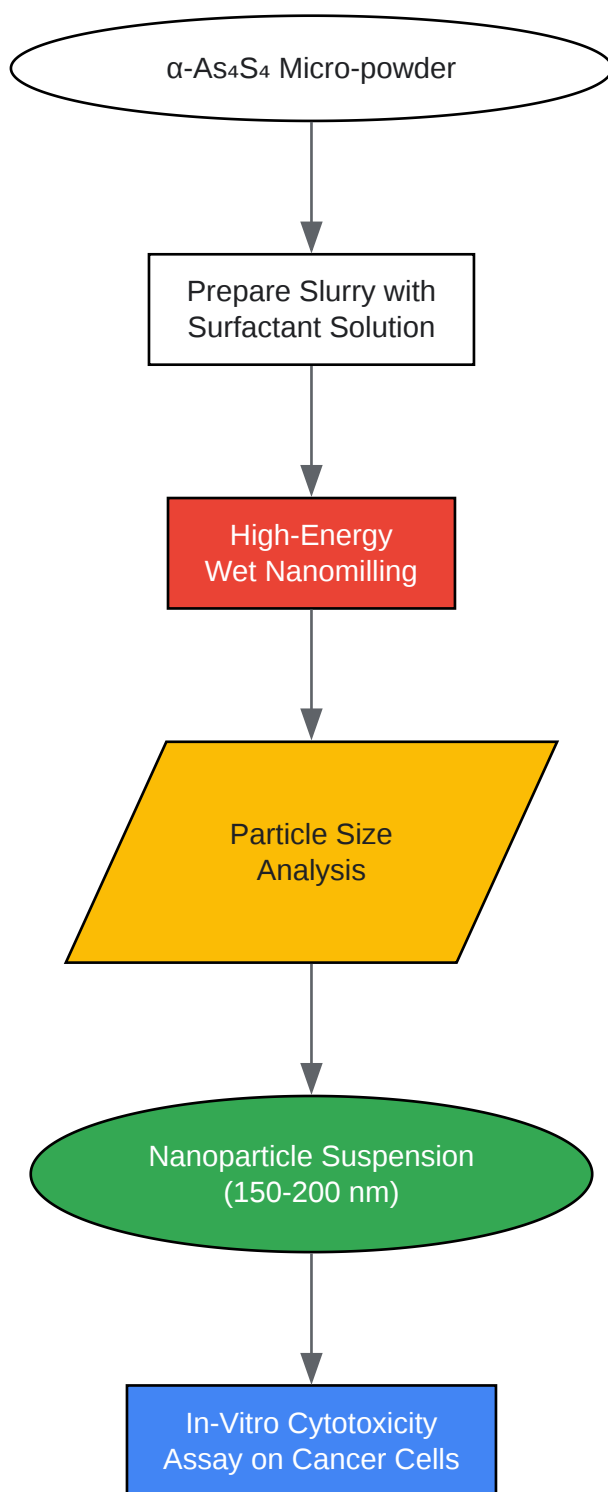 α-As₄S₄ Micro-powder
Prepare Slurry with
Surfactant Solution
High-Energy
Wet Nanomilling
Particle Size
Analysis
Nanoparticle Suspension
(150-200 nm)
In-Vitro Cytotoxicity
Assay on Cancer Cells